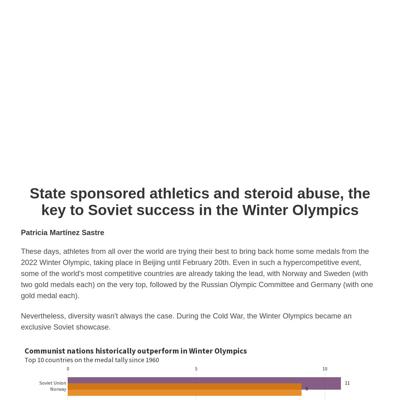 State sponsored athletics and steroid abuse, the
key to Soviet success in the Winter Olympics
Patricia Martínez Sastre
These days, athletes from all over the world are trying their best to bring back home some medals from the
2022 Winter Olympic, taking place in Beijing until February 20th. Even in such a hypercompetitive event,
some of the world's most competitive countries are already taking the lead, with Norway and Sweden (with
two gold medals each) on the very top, followed by the Russian Olympic Committee and Germany (with one
gold medal each).
Nevertheless, diversity wasn't always the case. During the Cold War, the Winter Olympics became an
exclusive Soviet showcase.
Communist nations historically outperform in Winter Olympics
Top 10 countries on the medal tally since 1960
0 5 10
Soviet Union 11
Norway